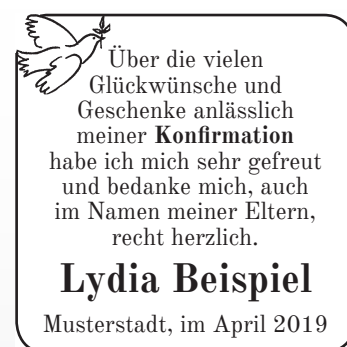 Über die vielen
Glückwünsche und
Geschenke anlässlich
meiner Konfirmation
habe ich mich sehr gefreut
und bedanke mich, auch
im Namen meiner Eltern,
recht herzlich.
Lydia Beispiel
Musterstadt, im April 2019